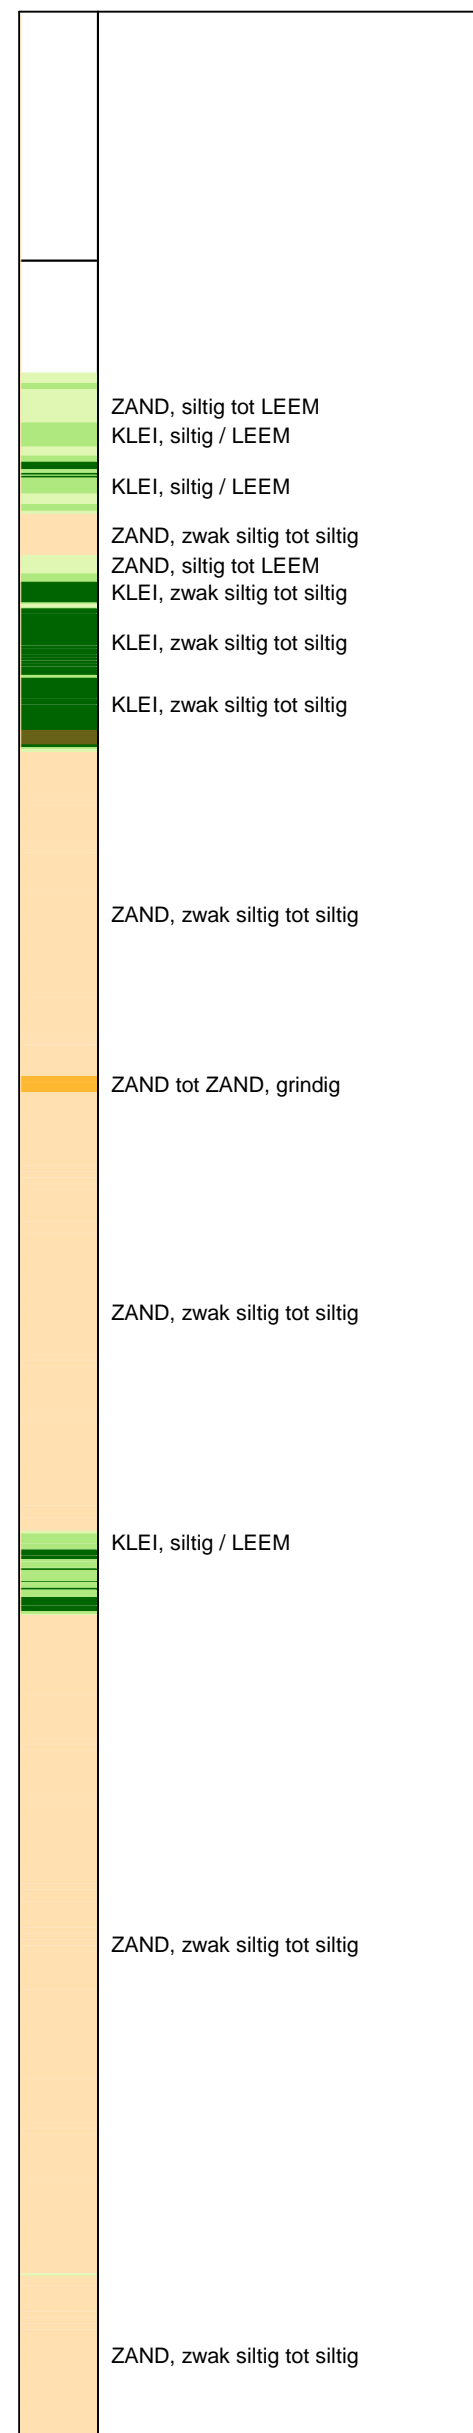 ZAND, siltig tot LEEM
KLEI, siltig / LEEM
KLEI, siltig / LEEM
ZAND, zwak siltig tot siltig
ZAND, siltig tot LEEM
KLEI, zwak siltig tot siltig
KLEI, zwak siltig tot siltig
KLEI, zwak siltig tot siltig
ZAND, zwak siltig tot siltig
ZAND tot ZAND, grindig
ZAND, zwak siltig tot siltig
KLEI, siltig / LEEM
ZAND, zwak siltig tot siltig
ZAND, zwak siltig tot siltig